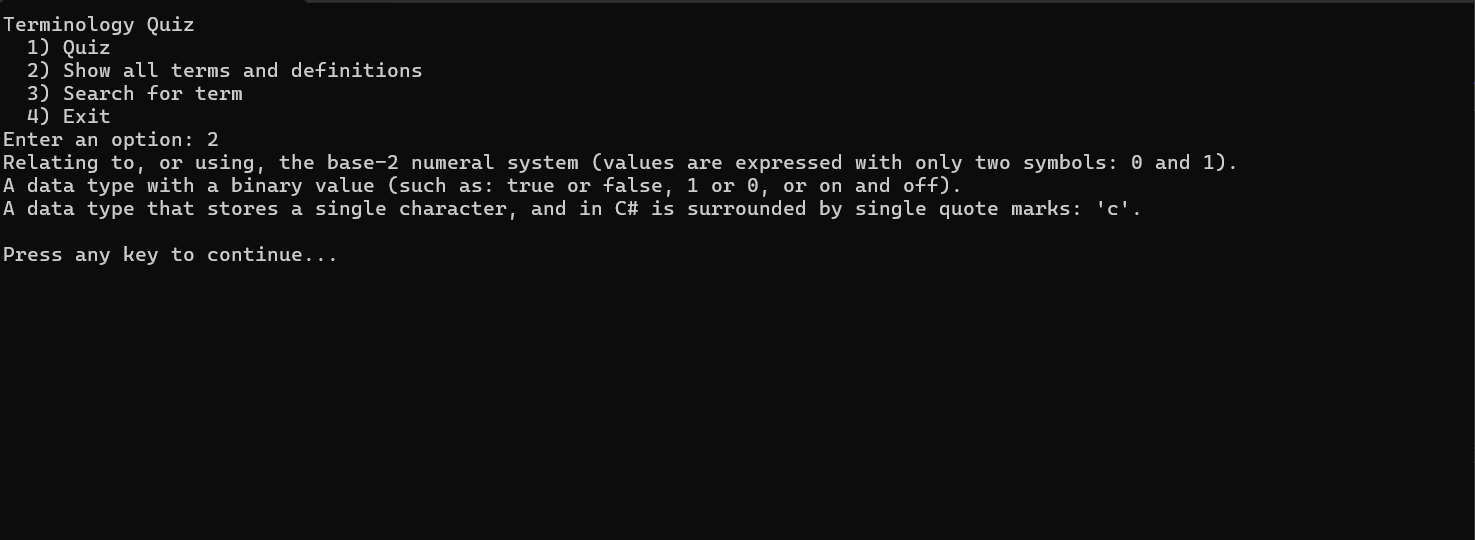 Terminology Quiz
  1) Quiz
  2) Show all terms and definitions
  3) Search for term
  4) Exit
Enter an option: 2
Relating to, or using, the base-2 numeral system (values are expressed with only two symbols: 0 and 1).
A data type with a binary value (such as: true or false, 1 or 0, or on and off).
A data type that stores a single character, and in C# is surrounded by single quote marks: 'c'.

Press any key to continue...